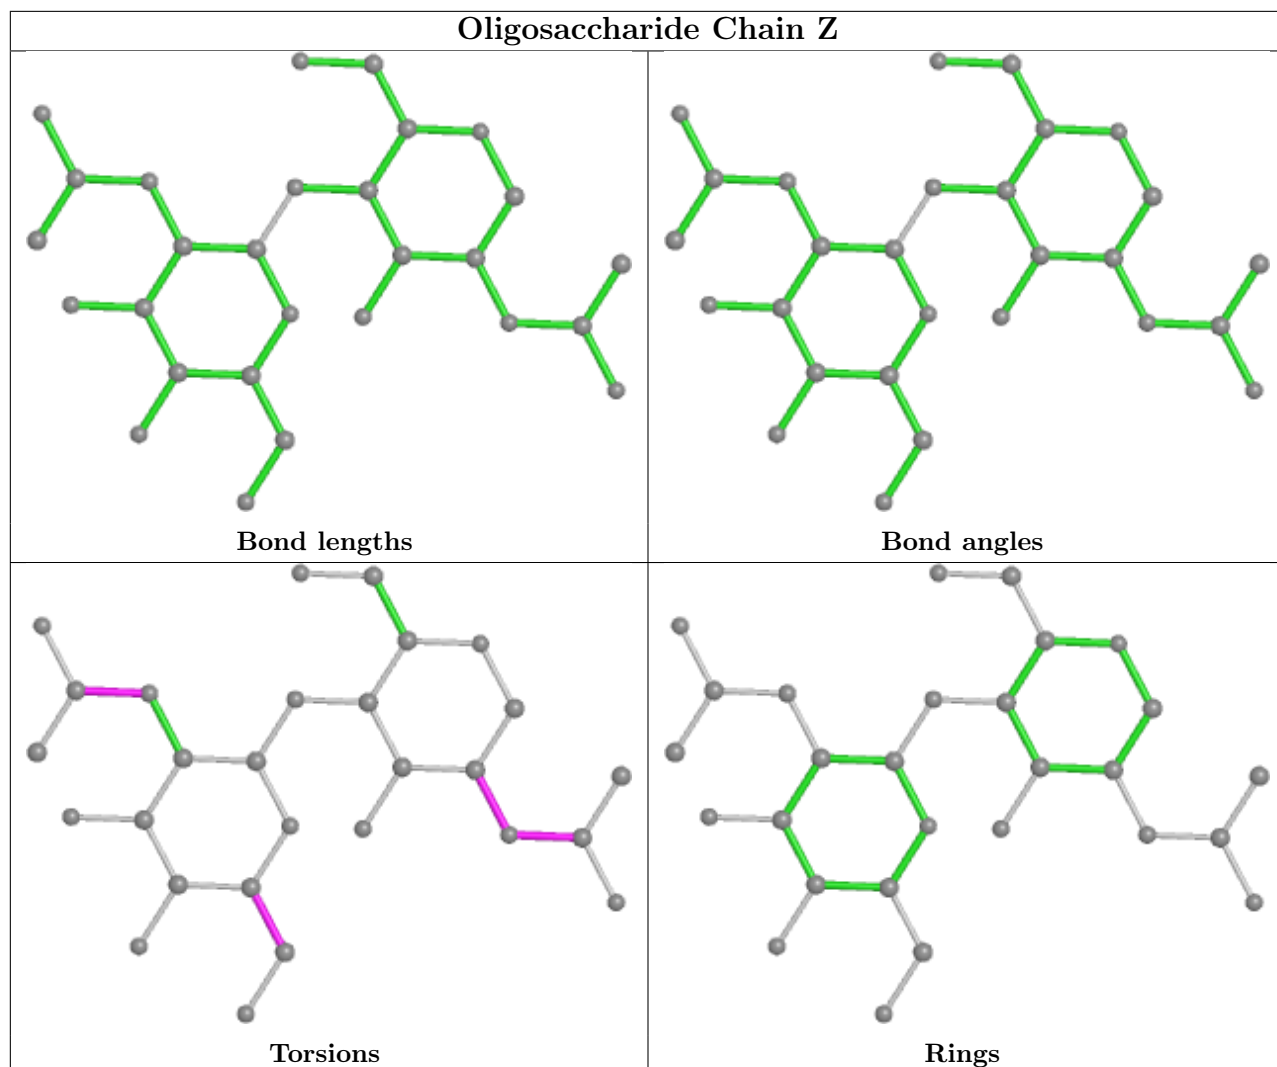 Oligosaccharide Chain Z
Bond lengths
Bond angles
Torsions
Rings